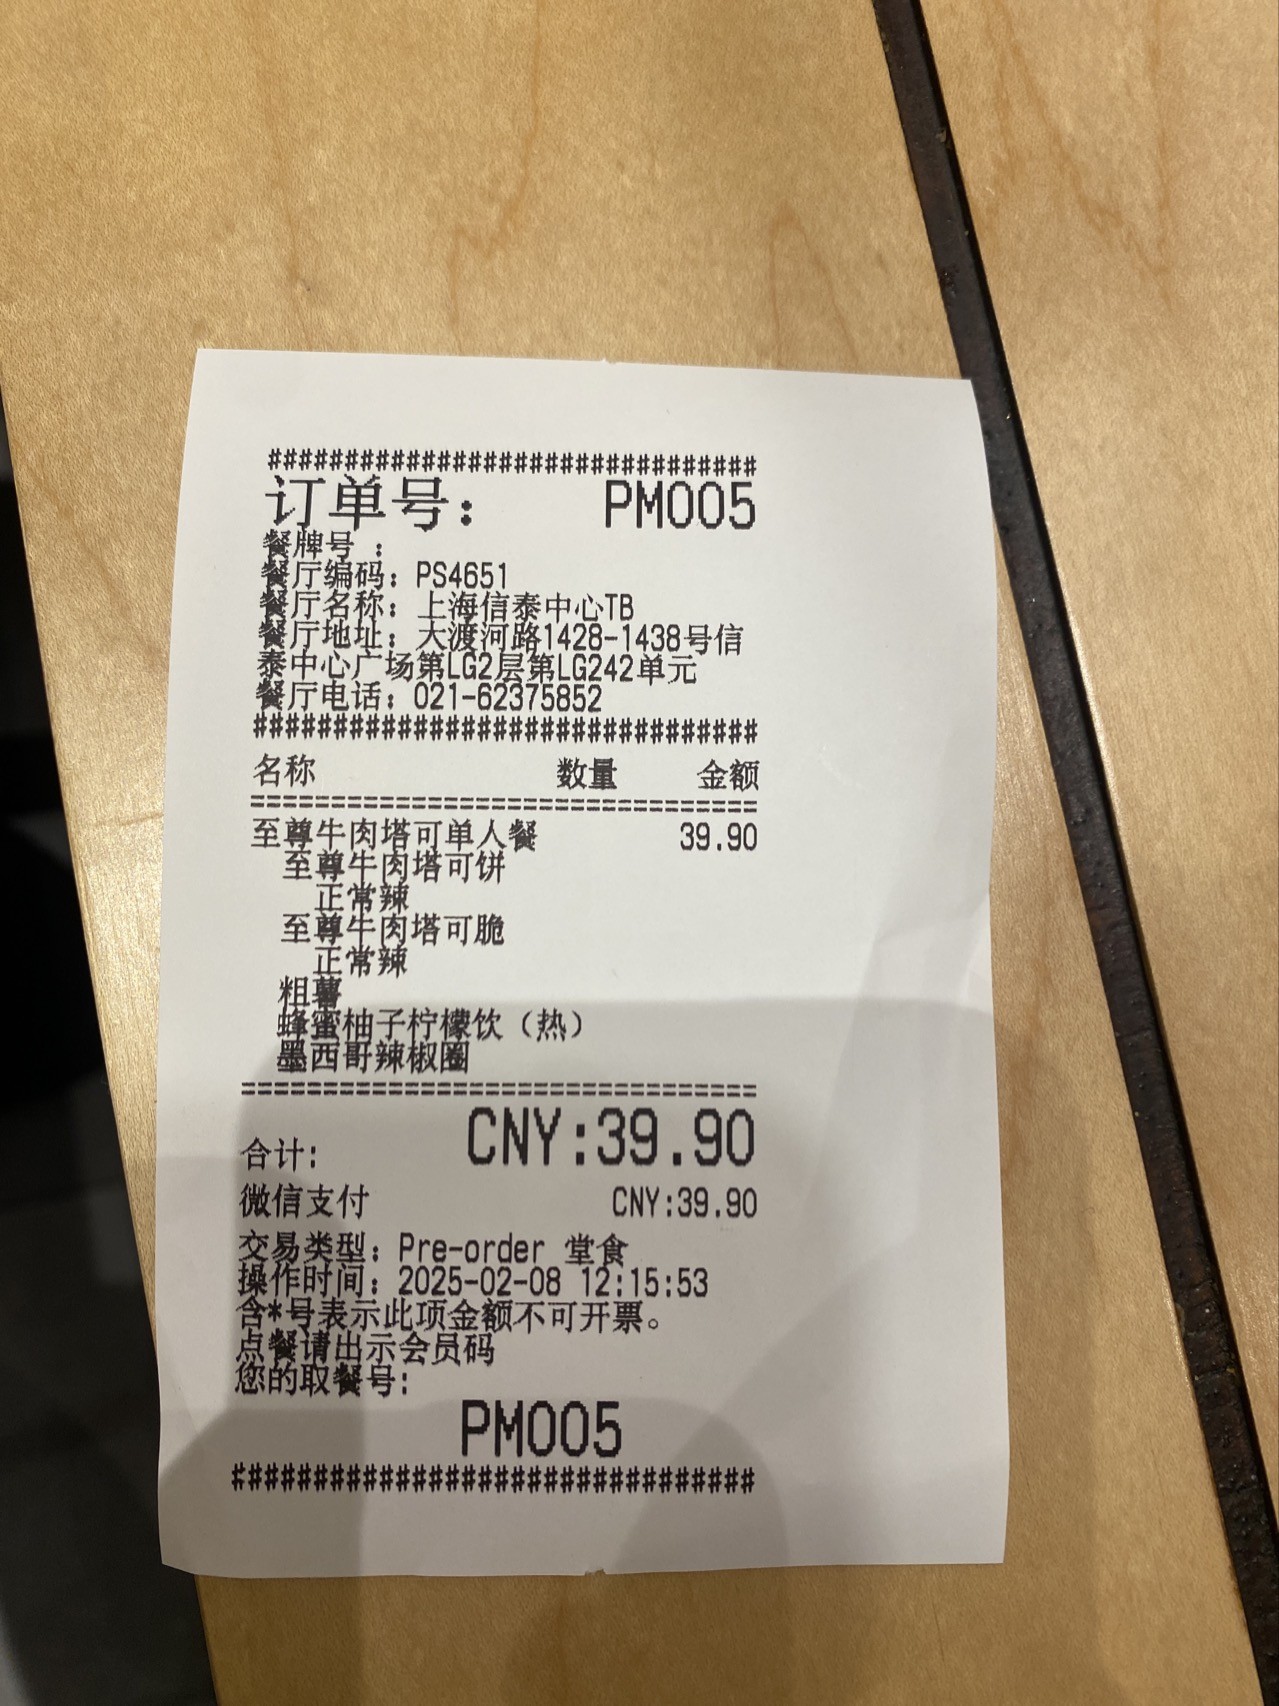 ################################
订单号： PM005
餐牌号 ：
餐厅编码：PS4651
餐厅名称：上海信泰中心TB
餐厅地址：大渡河路1428-1438号信
泰中心广场第LG2层第LG242单元
餐厅电话：021-62375852
################################
名称 数量 金额
================================
至尊牛肉塔可单人餐 39.90
至尊牛肉塔可饼
正常辣
至尊牛肉塔可脆
正常辣
粗薯
蜂蜜柚子柠檬饮（热）
墨西哥辣椒圈
================================
合计: CNY:39.90
微信支付 CNY:39.90
交易类型：Pre-order 堂食
操作时间：2025-02-08 12:15:53
含*号表示此项金额不可开票。
点餐请出示会员码
您的取餐号:
PM005
################################